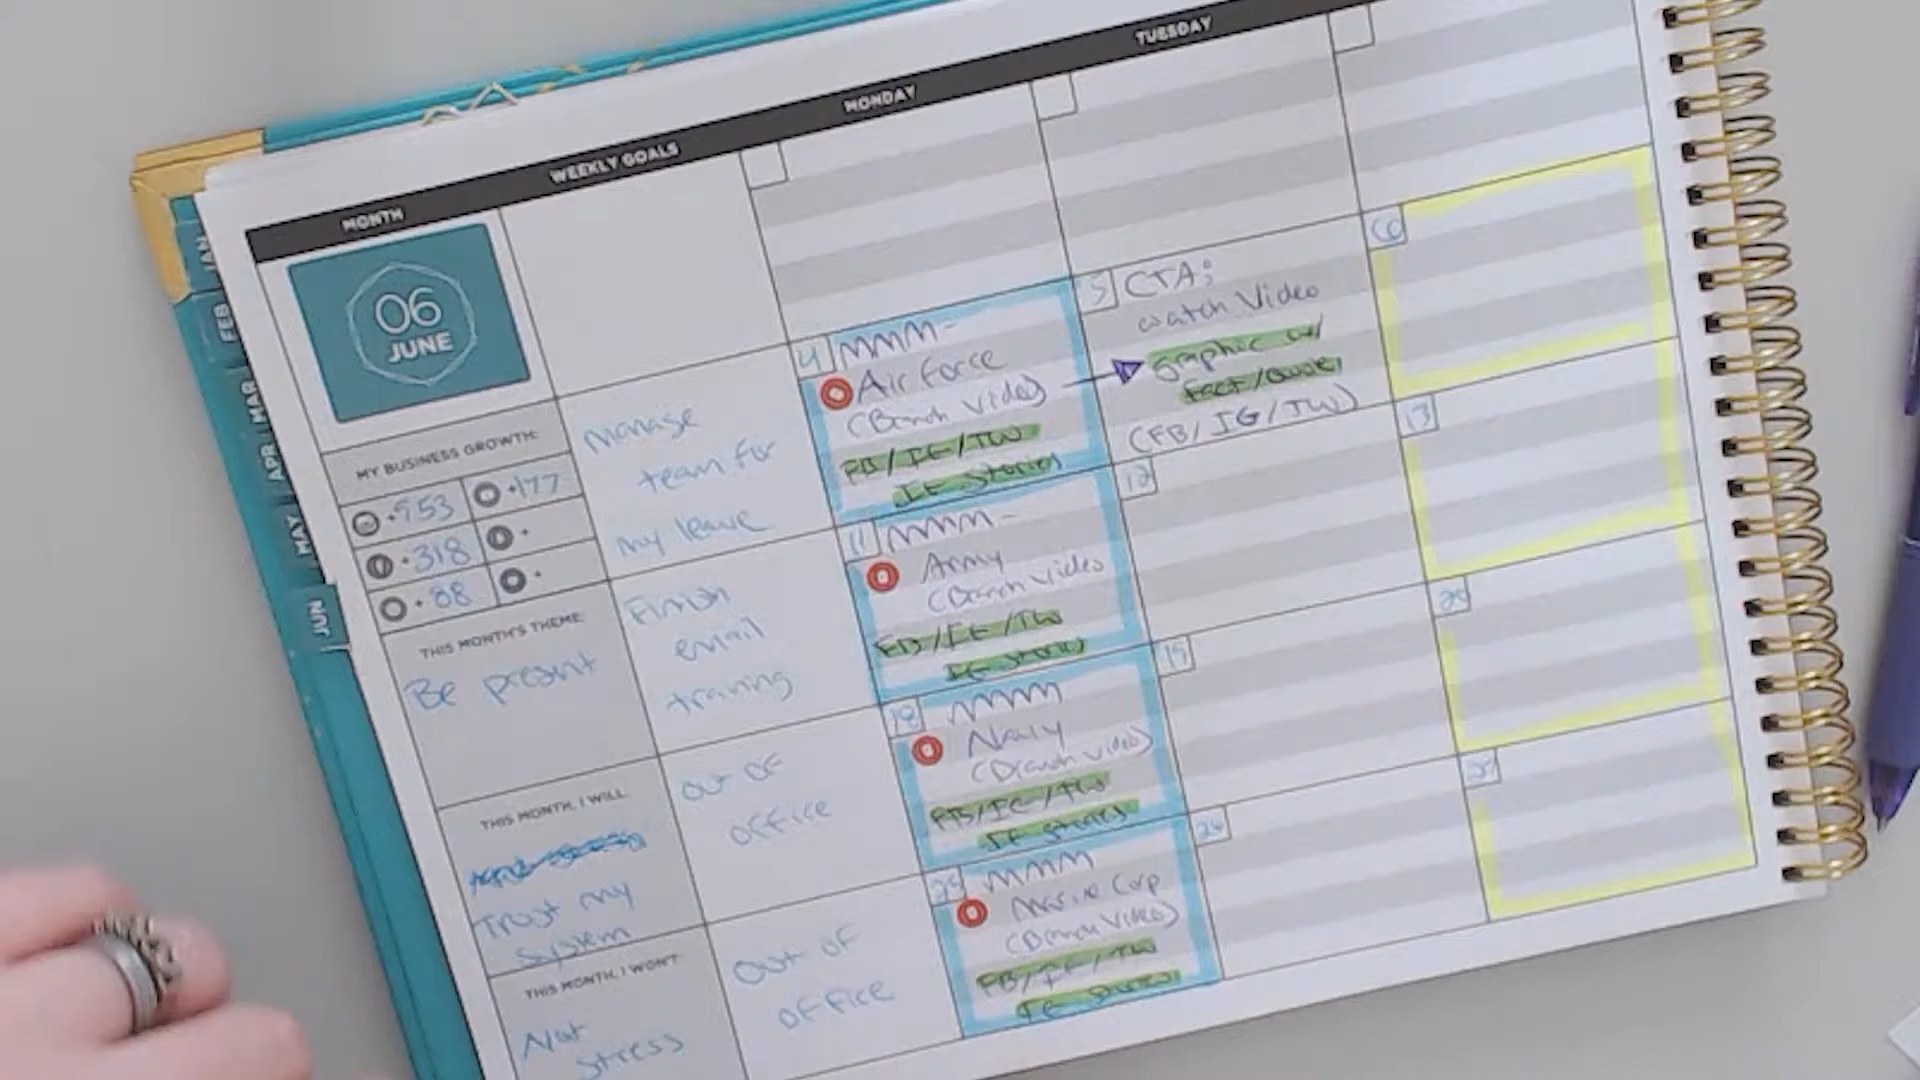 MONTH
WEEKLY GOALS
MONDAY
TUESDAY
06
JUNE
MY BUSINESS GROWTH:
+953
+177
+318
+
+88
+
THIS MONTH'S THEME:
Be present
THIS MONTH, I WILL
Trust my
system
THIS MONTH, I WON'T
Not
stress
Manage
team for
my leave
Finish
email
training
out of
office
out of
office
4
MMM-
Air Force
(Branch Video)
FB/IG/TW
IG Stories
5
CTA:
watch Video
graphic w/
fact/Quote
(FB/IG/TW)
6
11
MMM-
Army
(Branch Video
FB/IG/TW
IG Stories
12
13
18
MMM
Navy
(Branch Video)
FB/IG/TW
IG stories
19
20
25
MMM
Marine Corp
(Branch Video)
FB/IG/TW
IG stories
26
27
JAN
FEB
MAR
APR
MAY
JUN